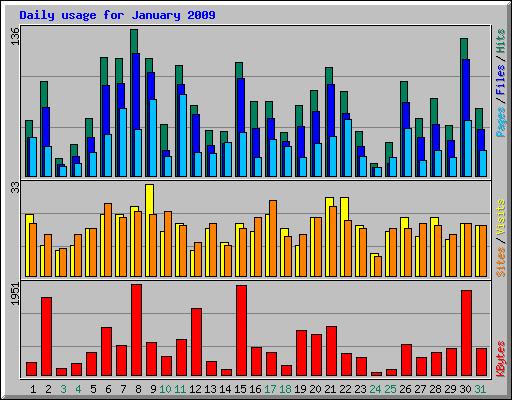 Daily usage for January 2009
136
Pages / Files / Hits
33
Sites / Visits
1951
KBytes
1 2 3 4 5 6 7 8 9 10 11 12 13 14 15 16 17 18 19 20 21 22 23 24 25 26 27 28 29 30 31